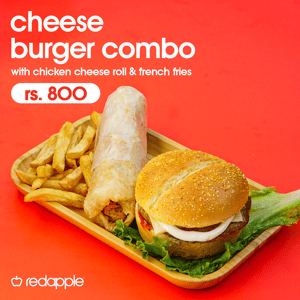 cheese
burger combo
with chicken cheese roll & french fries
rs. 800
redapple